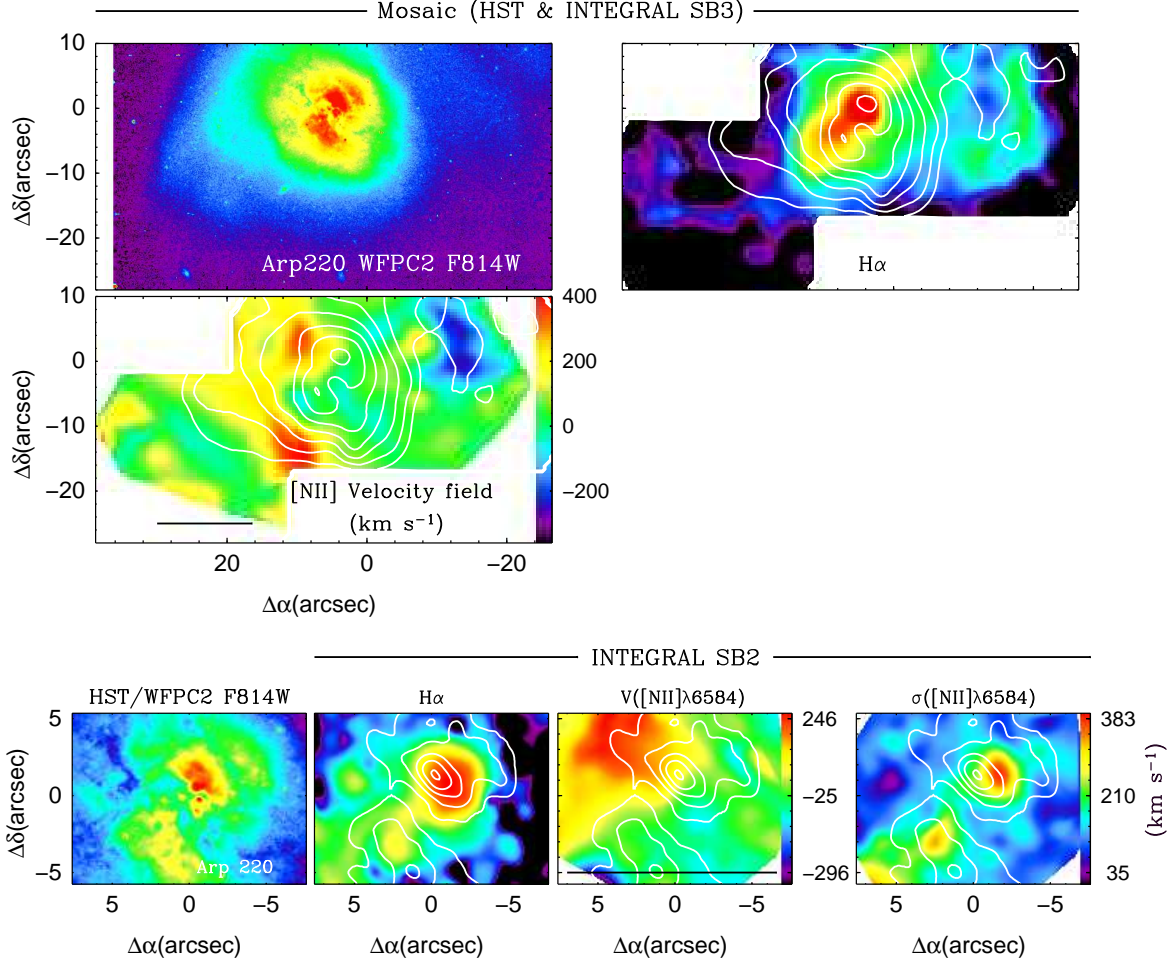 Mosaic (HST & INTEGRAL SB3)
10
0
−10
−20
Δδ(arcsec)
Arp220 WFPC2 F814W
Hα
10
0
−10
−20
Δδ(arcsec)
400
200
0
−200
[NII] Velocity field
(km s⁻¹)
20
0
−20
Δα(arcsec)
INTEGRAL SB2
HST/WFPC2 F814W
Hα
V([NII]λ6584)
σ([NII]λ6584)
5
0
−5
Δδ(arcsec)
Arp 220
246
−25
−296
383
210
35
(km s⁻¹)
5 0 −5
5 0 −5
5 0 −5
5 0 −5
Δα(arcsec)
Δα(arcsec)
Δα(arcsec)
Δα(arcsec)